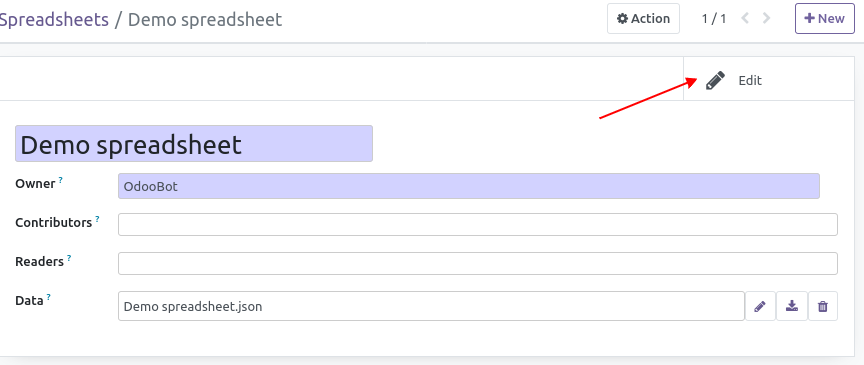 Spreadsheets / Demo spreadsheet
Action
1 / 1
New
Edit
Demo spreadsheet
Owner ?
OdooBot
Contributors ?
Readers ?
Data ?
Demo spreadsheet.json